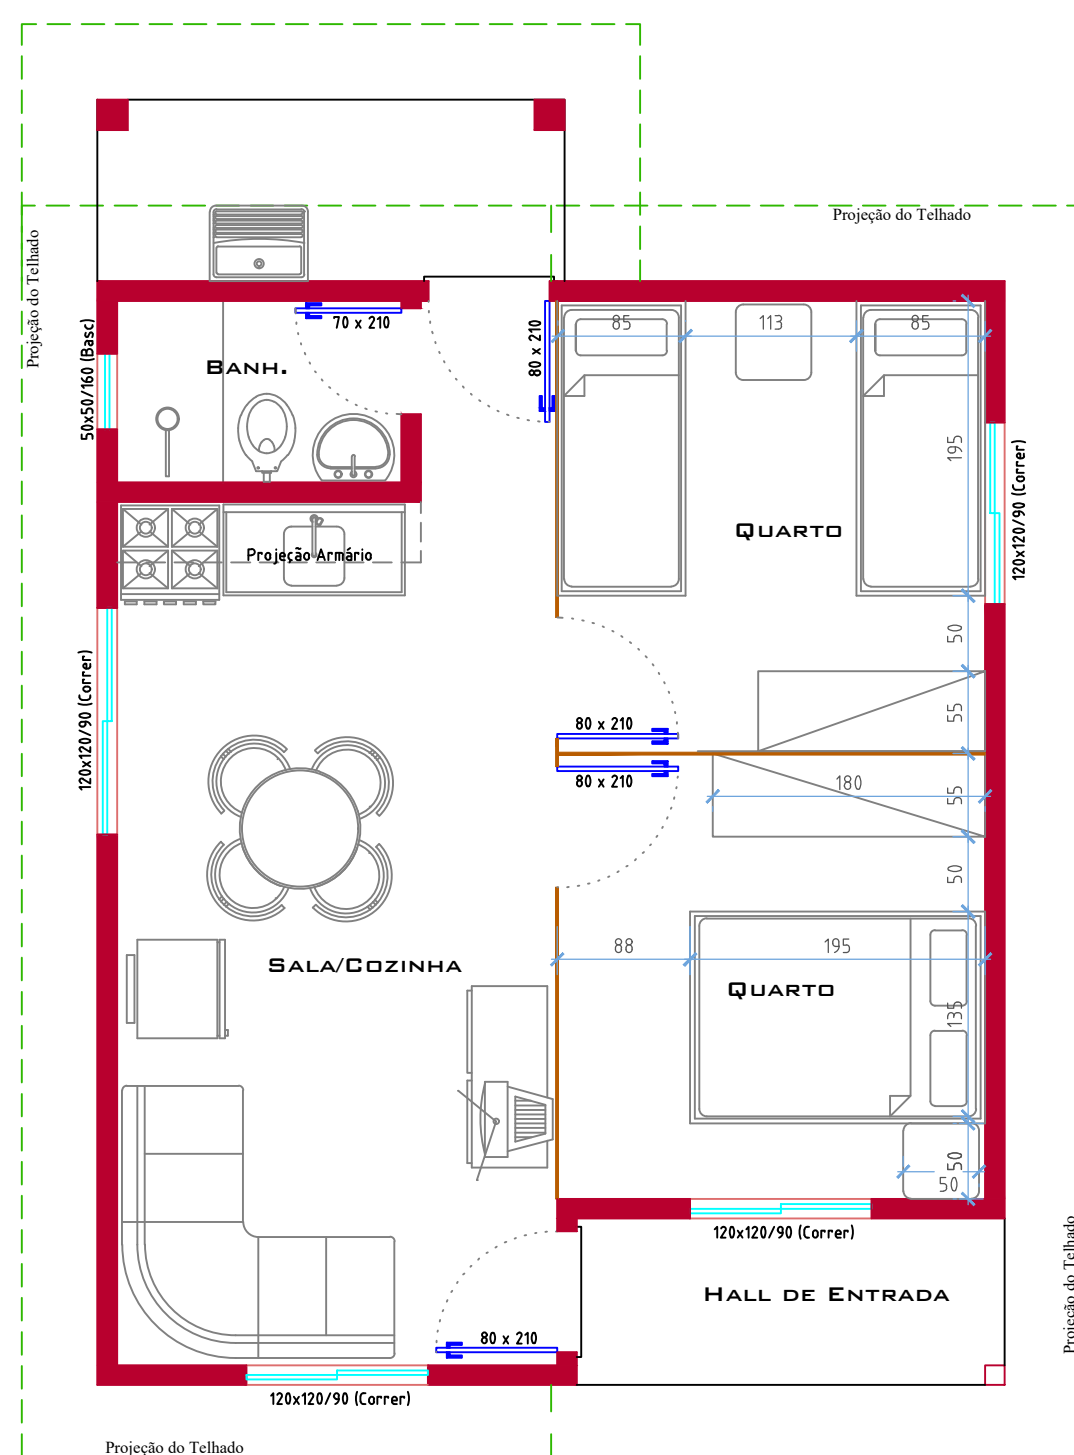 Projeção do Telhado
Projeção do Telhado
70 x 210
80 x 210
85
113
85
BANH.
50x50/160 (Basc)
195
120x120/90 (Correr)
QUARTO
Projeção Armário
50
120x120/90 (Correr)
55
80 x 210
80 x 210
180
55
50
88
195
SALA/COZINHA
QUARTO
135
50
50
120x120/90 (Correr)
HALL DE ENTRADA
Projeção do Telhado
80 x 210
120x120/90 (Correr)
Projeção do Telhado